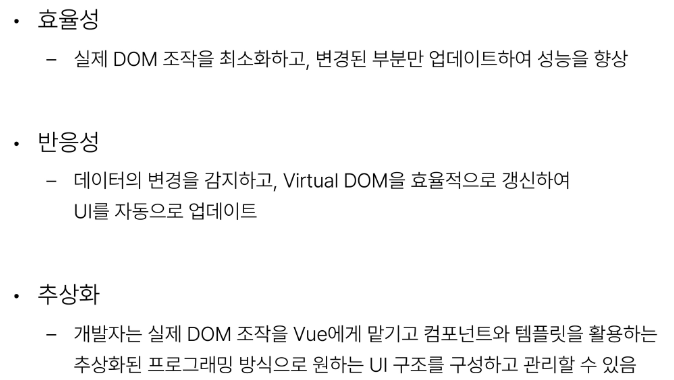 • 효율성
– 실제 DOM 조작을 최소화하고, 변경된 부분만 업데이트하여 성능을 향상
• 반응성
– 데이터의 변경을 감지하고, Virtual DOM을 효율적으로 갱신하여
UI를 자동으로 업데이트
• 추상화
– 개발자는 실제 DOM 조작을 Vue에게 맡기고 컴포넌트와 템플릿을 활용하는
추상화된 프로그래밍 방식으로 원하는 UI 구조를 구성하고 관리할 수 있음